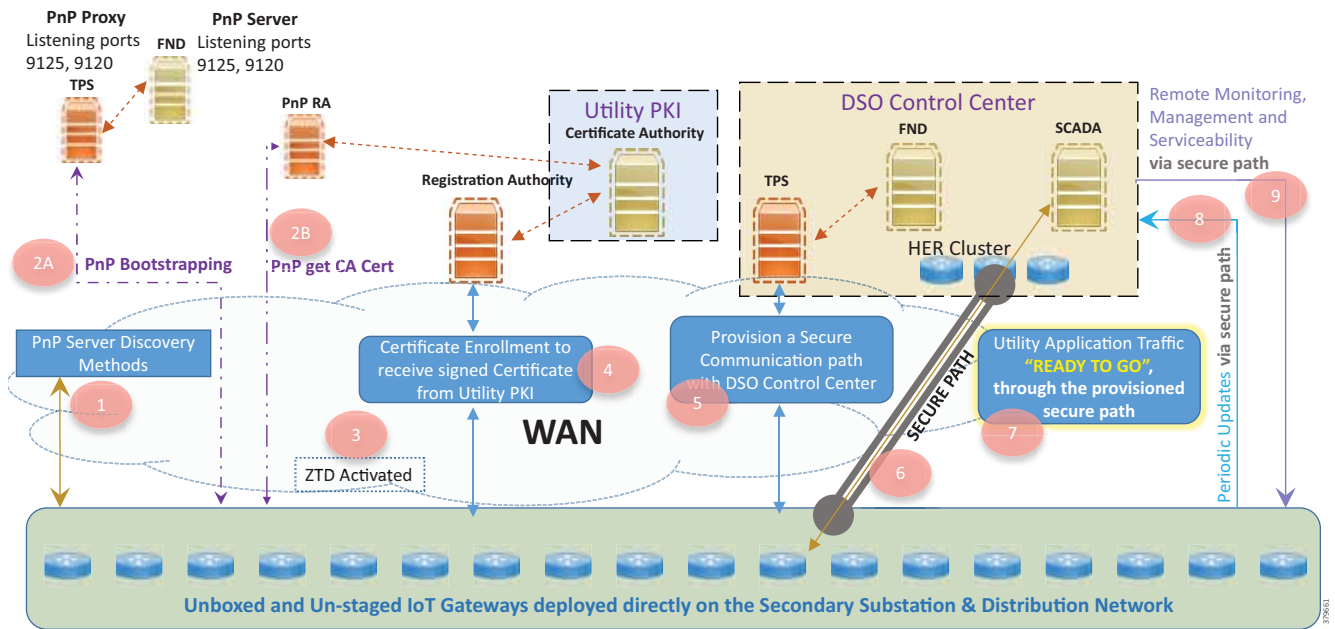 PnP Proxy
Listening ports
9125, 9120
TPS
FND
PnP Server
Listening ports
9125, 9120
PnP RA
Utility PKI
Certificate Authority
Registration Authority
DSO Control Center
FND
SCADA
TPS
HER Cluster
Remote Monitoring,
Management and
Serviceability
via secure path
2A
PnP Bootstrapping
2B
PnP get CA Cert
8
9
PnP Server Discovery
Methods
1
Certificate Enrollment to
receive signed Certificate
from Utility PKI
4
Provision a Secure
Communication path
with DSO Control Center
5
SECURE PATH
Utility Application Traffic
“READY TO GO”,
through the provisioned
secure path
7
Periodic Updates via secure path
3
WAN
ZTD Activated
6
Unboxed and Un-staged IoT Gateways deployed directly on the Secondary Substation & Distribution Network
379661